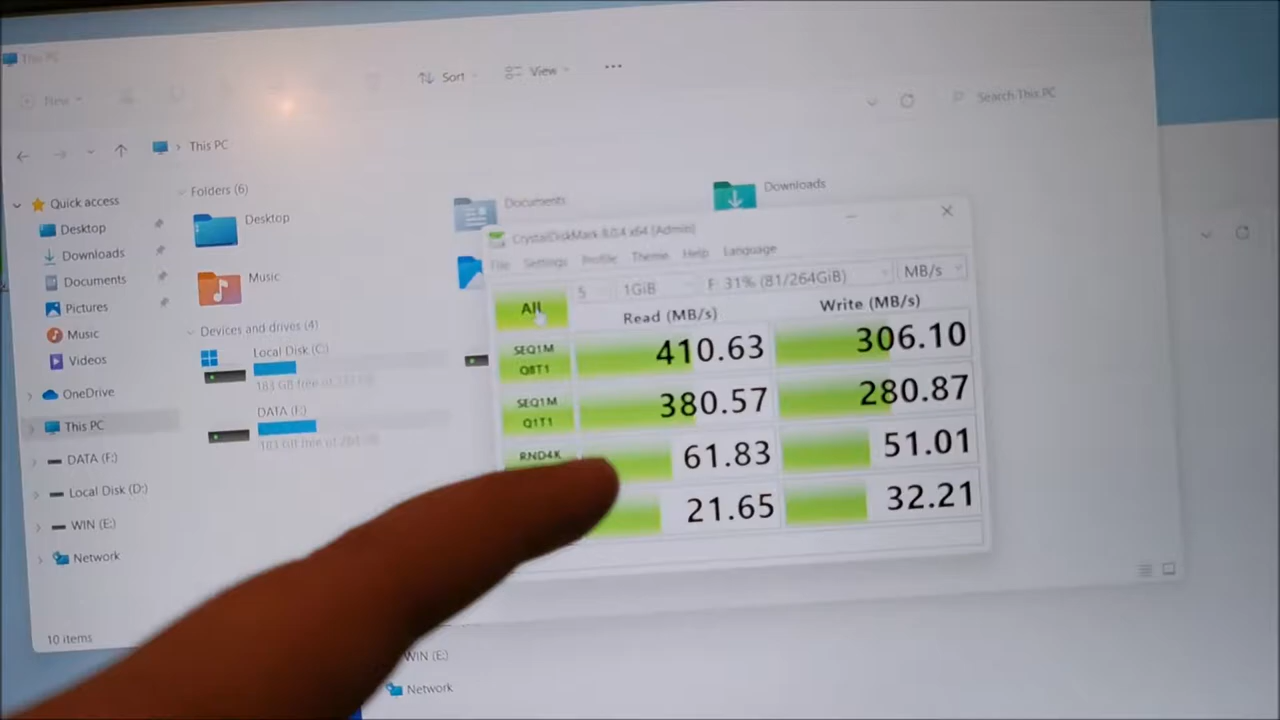 This PC
New
Sort
View
This PC
Search This PC
Quick access
Desktop
Downloads
Documents
Pictures
Music
Videos
OneDrive
This PC
DATA (F:)
Local Disk (D:)
WIN (E:)
Network
10 items
Folders (6)
Desktop
Documents
Downloads
Music
Devices and drives (4)
Local Disk (C:)
DATA (F:)
CrystalDiskMark 8.0.4 x64 [Admin]
File Settings Profile Theme Help Language
All 5 1GiB F: 31% (81/264GiB) MB/s
Read (MB/s) Write (MB/s)
SEQ1M
Q8T1
410.63 306.10
SEQ1M
Q1T1
380.57 280.87
RND4K
61.83 51.01
21.65 32.21
WIN (E:)
Network